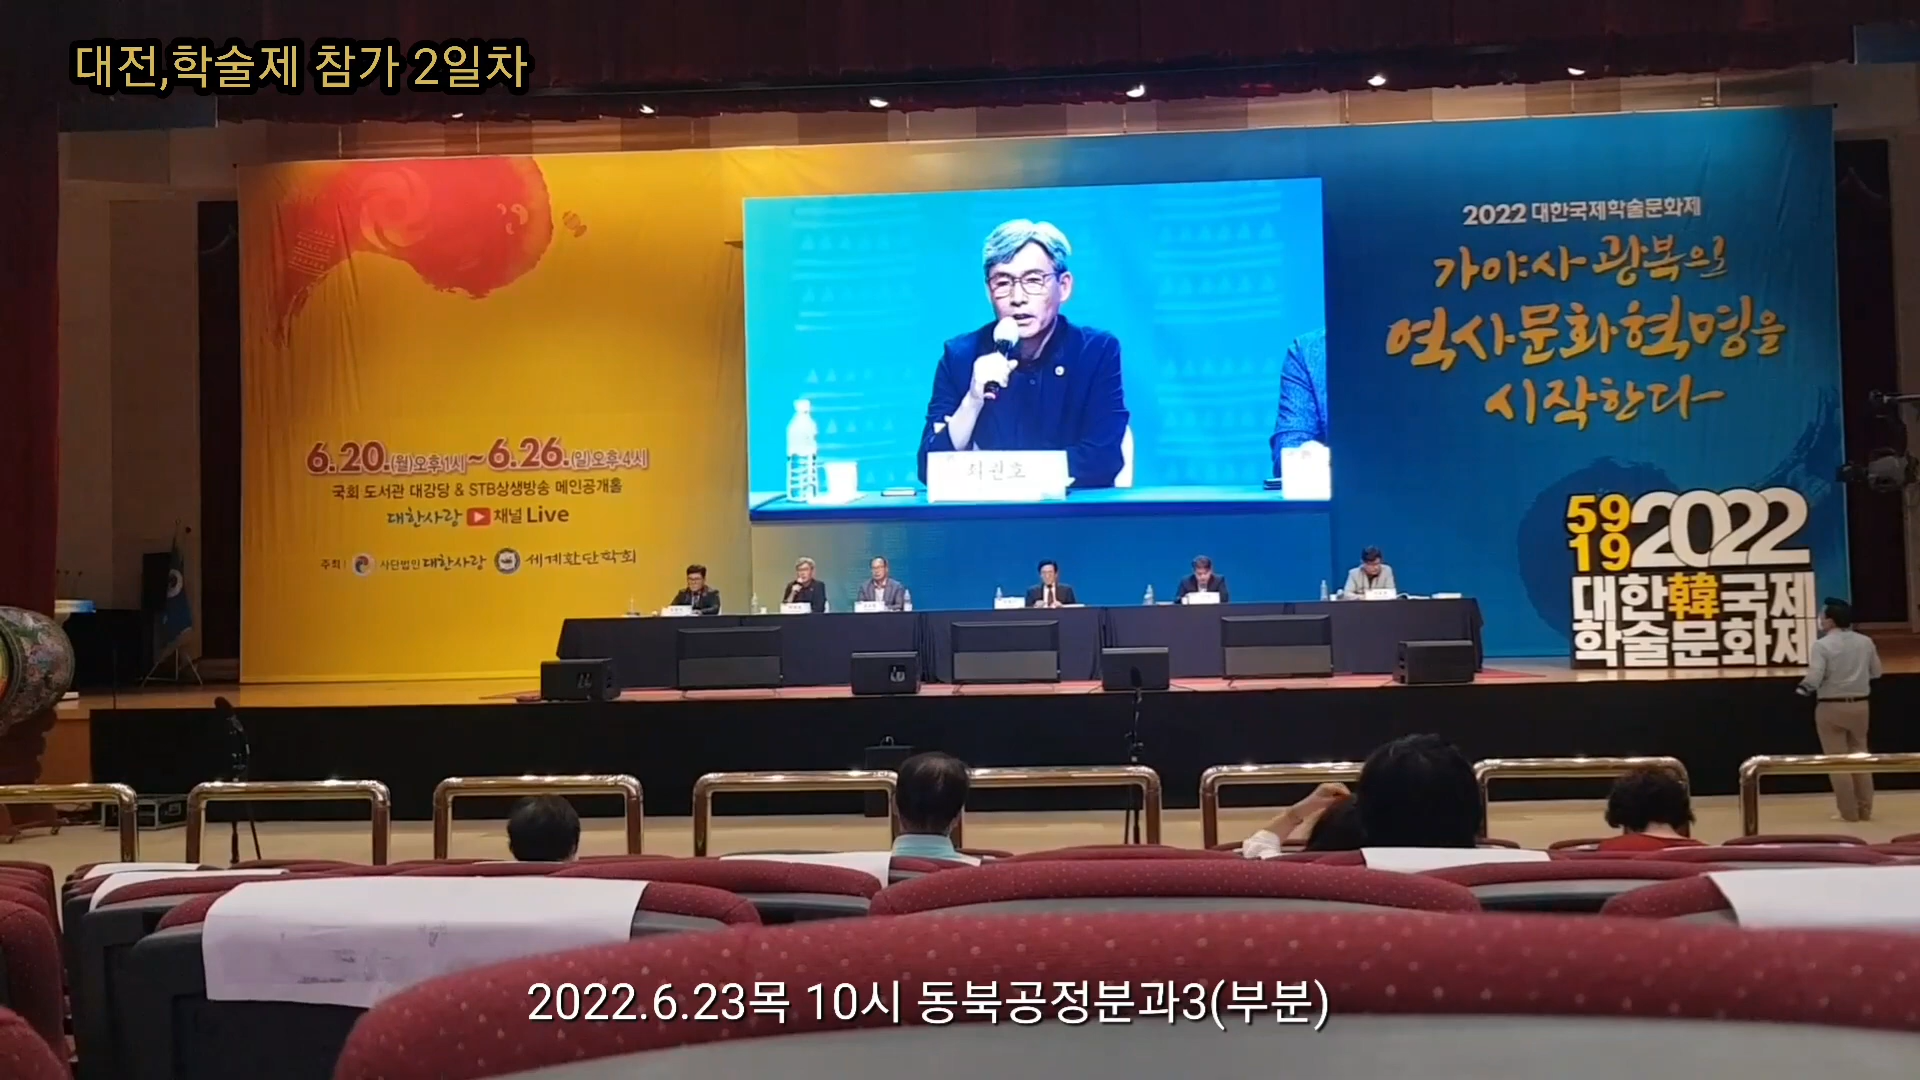 대전,학술제 참가 2일차
2022 대한국제학술문화제
가야사 광복의
역사문화혁명을
시작한다
6.20.(월)오후1시~6.26.(일)오후4시
국회 도서관 대강당 & STB상생방송 메인공개홀
대한사랑 채널 Live
주최 | 사단법인 대한사랑 세계환단학회
최원호
5919 2022
대한韓국제
학술문화제
2022.6.23목 10시 동북공정분과3(부분)